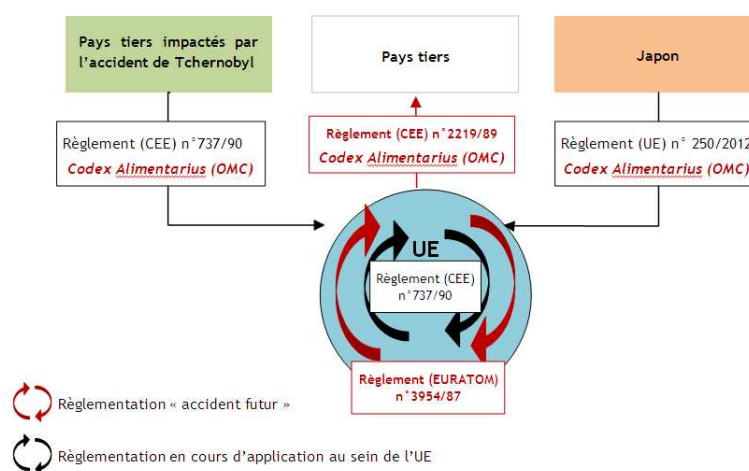 Pays tiers impactés par
l'accident de Tchernobyl
Pays tiers
Japon
Règlement (CEE) n°737/90
Codex Alimentarius (OMC)
Règlement (CEE) n°2219/89
Codex Alimentarius (OMC)
Règlement (UE) n° 250/2012
Codex Alimentarius (OMC)
UE
Règlement (CEE)
n°737/90
Règlement (EURATOM)
n°3954/87
Règlementation « accident futur »
Règlementation en cours d'application au sein de l'UE